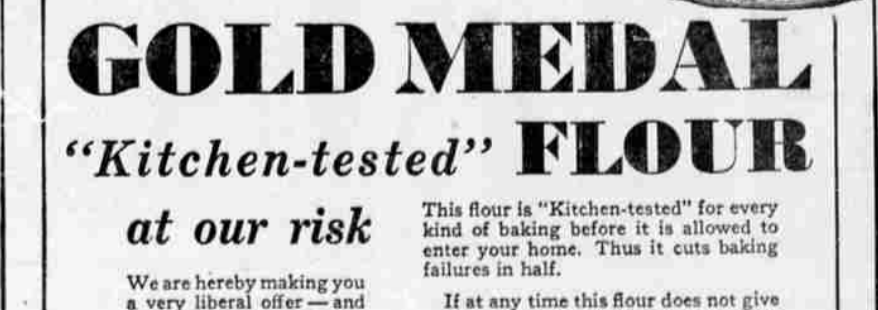 GOLD MEDAL
"Kitchen-tested" FLOUR
at our risk
We are hereby making you
a very liberal offer — and
This flour is "Kitchen-tested" for every
kind of baking before it is allowed to
enter your home. Thus it cuts baking
failures in half.
If at any time this flour does not give